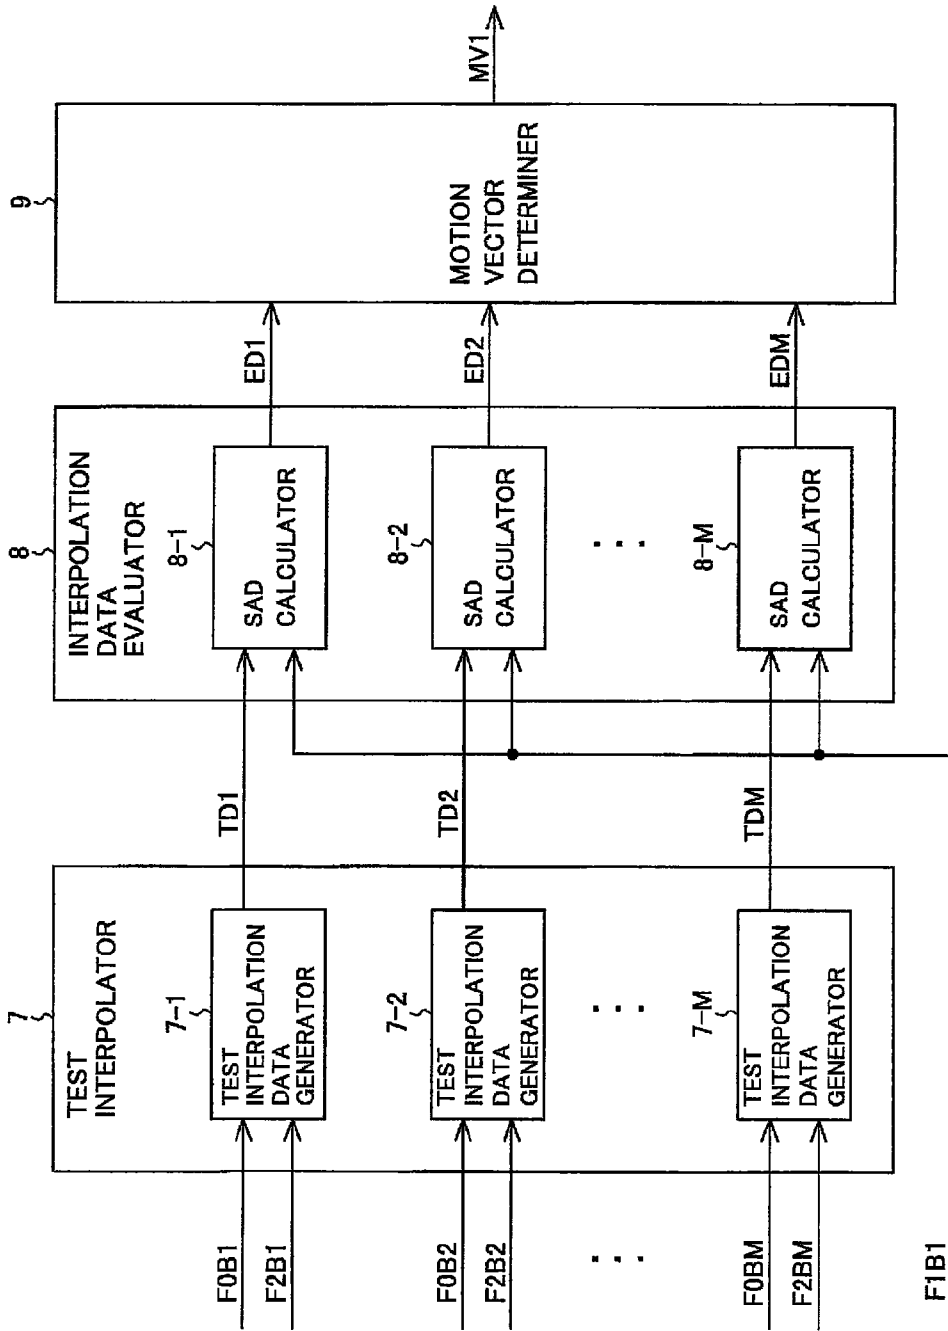 7
TEST
INTERPOLATOR
8
INTERPOLATION
DATA
EVALUATOR
9
F0B1
F2B1
7-1
TEST
INTERPOLATION
DATA
GENERATOR
TD1
8-1
SAD
CALCULATOR
ED1
F0B2
F2B2
7-2
TEST
INTERPOLATION
DATA
GENERATOR
TD2
8-2
SAD
CALCULATOR
ED2
MOTION
VECTOR
DETERMINER
MV1
. . .
. . .
. . .
F0BM
F2BM
7-M
TEST
INTERPOLATION
DATA
GENERATOR
TDM
8-M
SAD
CALCULATOR
EDM
F1B1